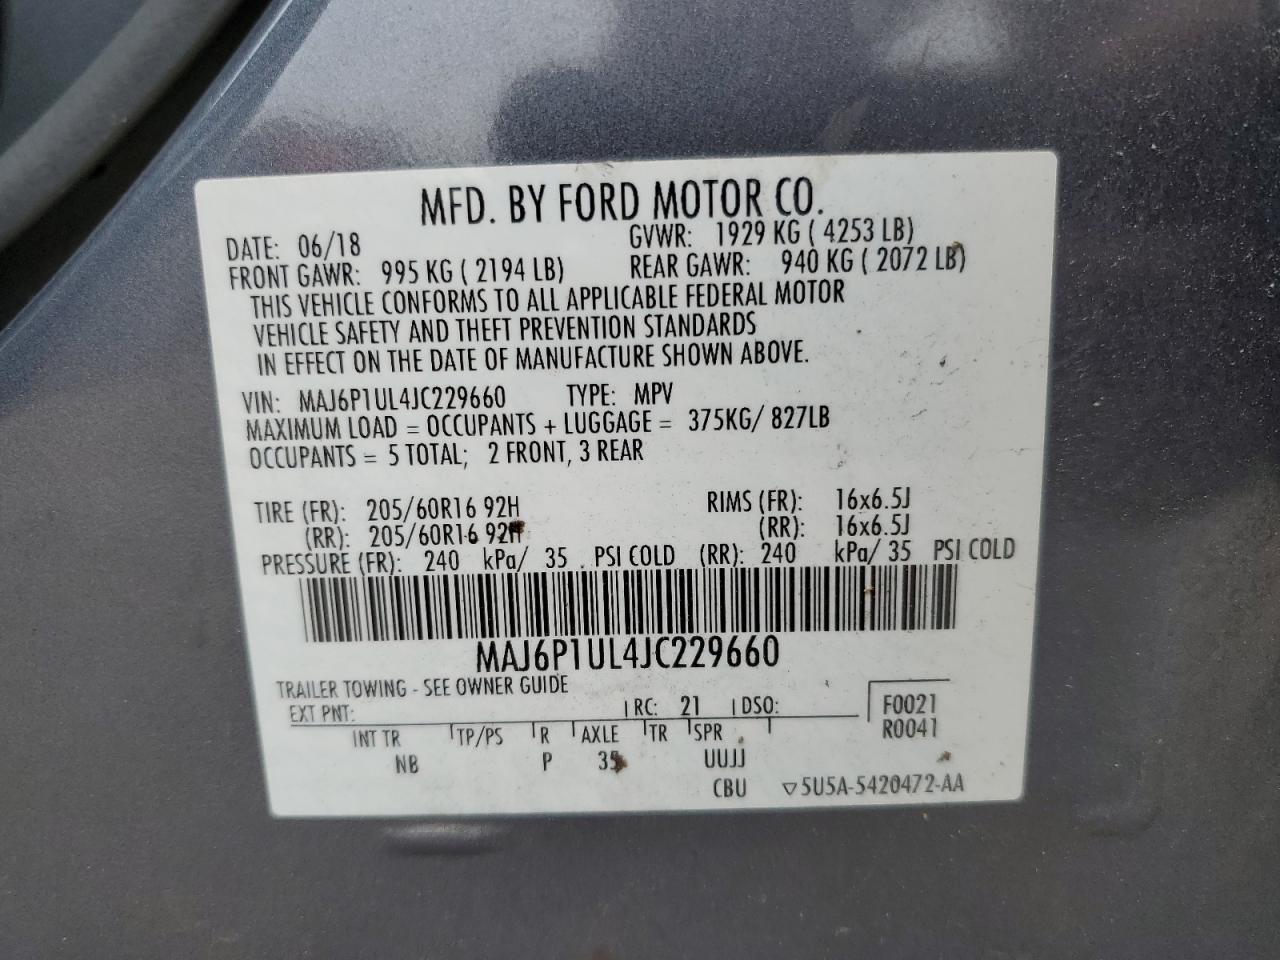 MFD. BY FORD MOTOR CO.
DATE: 06/18 GVWR: 1929 KG ( 4253 LB)
FRONT GAWR: 995 KG ( 2194 LB) REAR GAWR: 940 KG ( 2072 LB)
THIS VEHICLE CONFORMS TO ALL APPLICABLE FEDERAL MOTOR
VEHICLE SAFETY AND THEFT PREVENTION STANDARDS
IN EFFECT ON THE DATE OF MANUFACTURE SHOWN ABOVE.
VIN: MAJ6P1UL4JC229660 TYPE: MPV
MAXIMUM LOAD = OCCUPANTS + LUGGAGE = 375KG/ 827LB
OCCUPANTS = 5 TOTAL; 2 FRONT, 3 REAR
TIRE (FR): 205/60R16 92H RIMS (FR): 16x6.5J
(RR): 205/60R16 92H (RR): 16x6.5J
PRESSURE (FR): 240 kPa/ 35 PSI COLD (RR): 240 kPa/ 35 PSI COLD
MAJ6P1UL4JC229660
TRAILER TOWING - SEE OWNER GUIDE
EXT PNT: RC: 21 DSO: F0021
INT TR TP/PS R AXLE TR SPR R0041
NB P 35 UUJJ
CBU ▽5U5A-5420472-AA